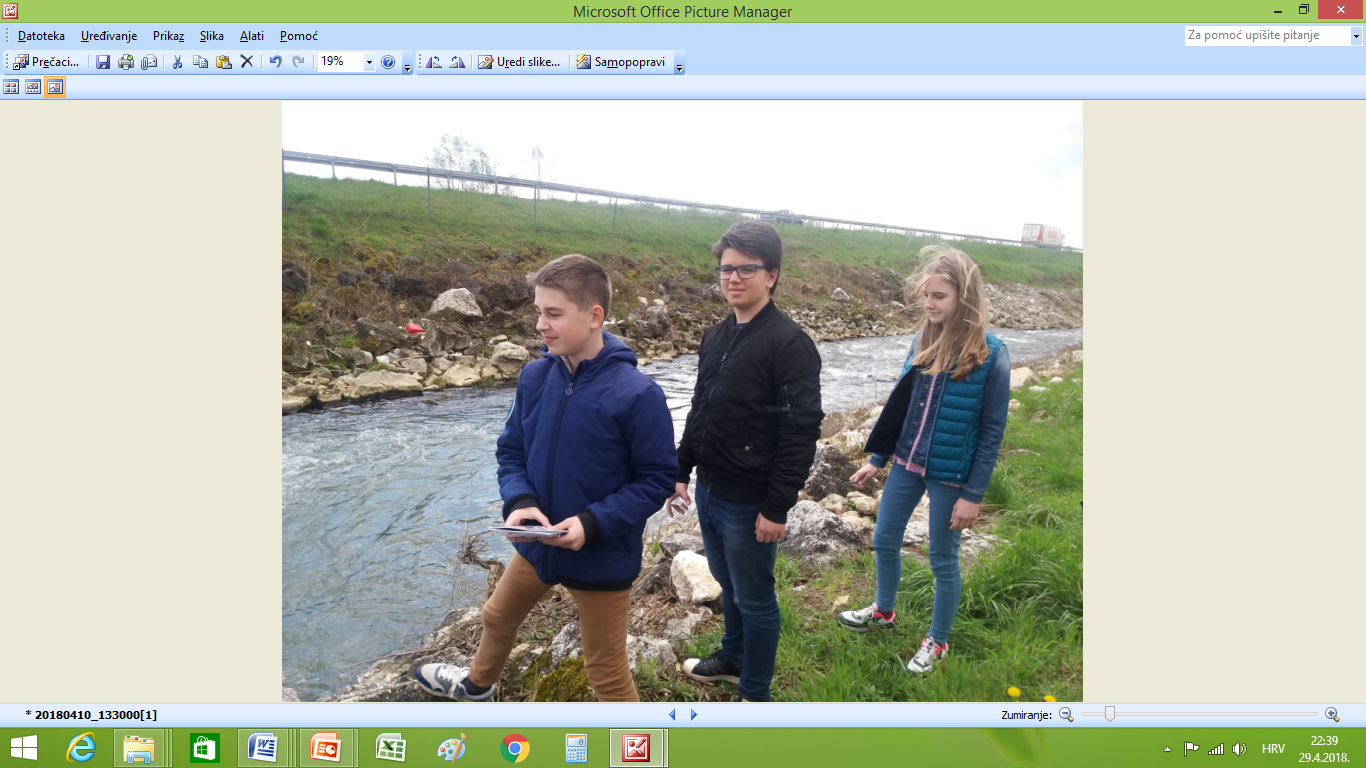 Microsoft Office Picture Manager
Datoteka Uređivanje Prikaz Slika Alati Pomoć
Za pomoć upišite pitanje
Prečaci...
19%
Uredi slike...
Samopopravi
* 20180410_133000[1]
Zumiranje:
HRV
22:39
29.4.2018.